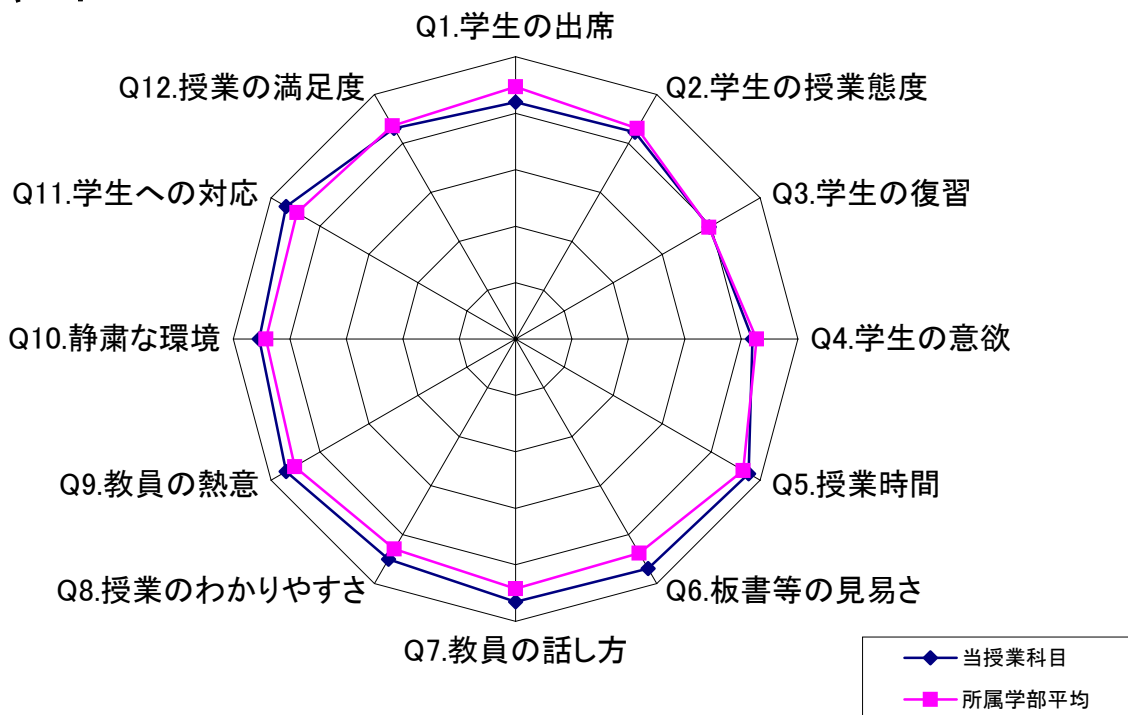 Q1.学生の出席
Q2.学生の授業態度
Q3.学生の復習
Q4.学生の意欲
Q5.授業時間
Q6.板書等の見易さ
Q7.教員の話し方
Q8.授業のわかりやすさ
Q9.教員の熱意
Q10.静粛な環境
Q11.学生への対応
Q12.授業の満足度
当授業科目
所属学部平均